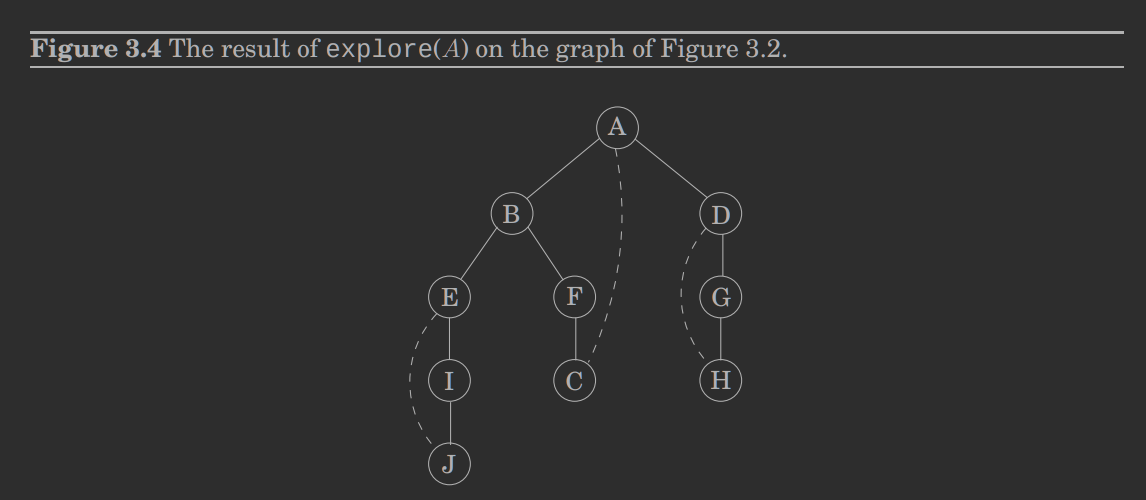 Figure 3.4 The result of explore(A) on the graph of Figure 3.2.
A
B D
E F G
I C H
J